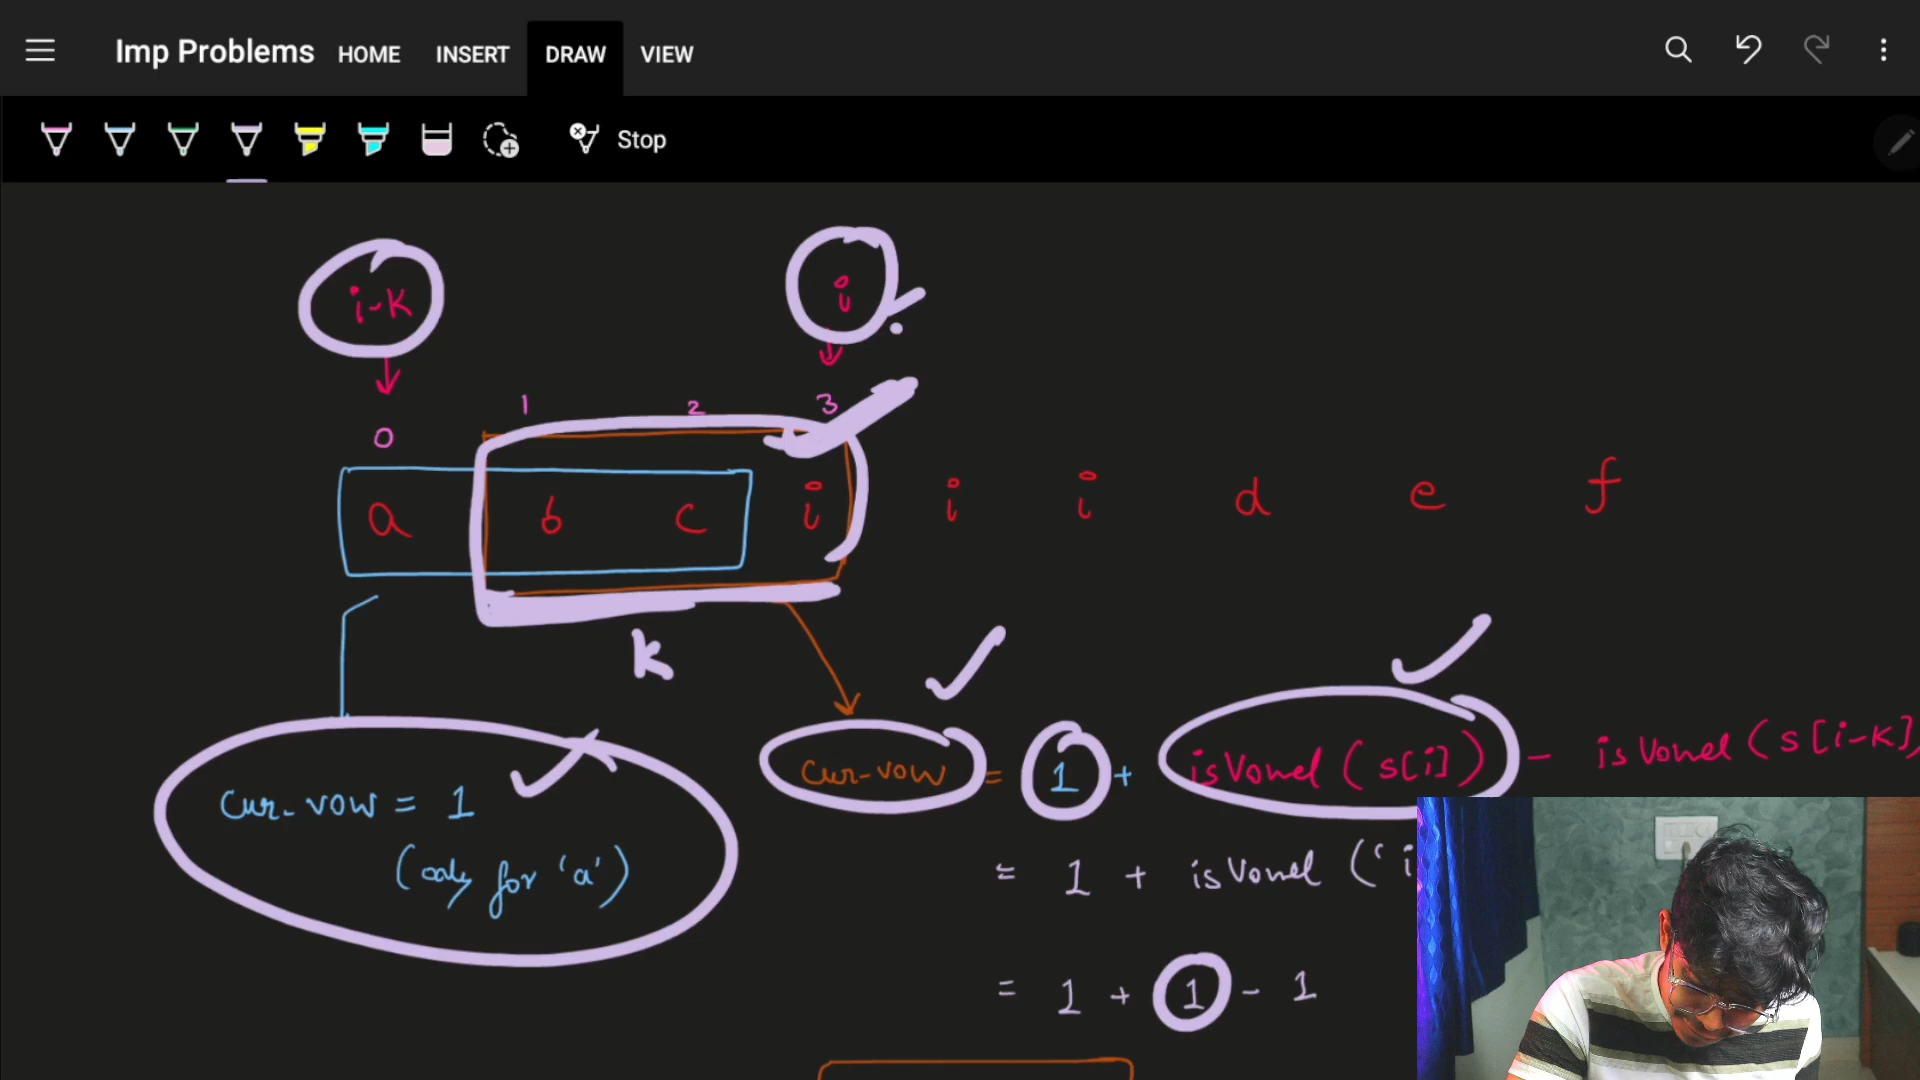 Imp Problems HOME INSERT DRAW VIEW
Stop
i-k i
0 1 2 3
a b c i i i d e f
k
cur-vow = 1 + isVowel (s[i]) - isVowel (s[i-k]
cur-vow = 1
(only for 'a')
= 1 + isVowel ('i
= 1 + 1 - 1